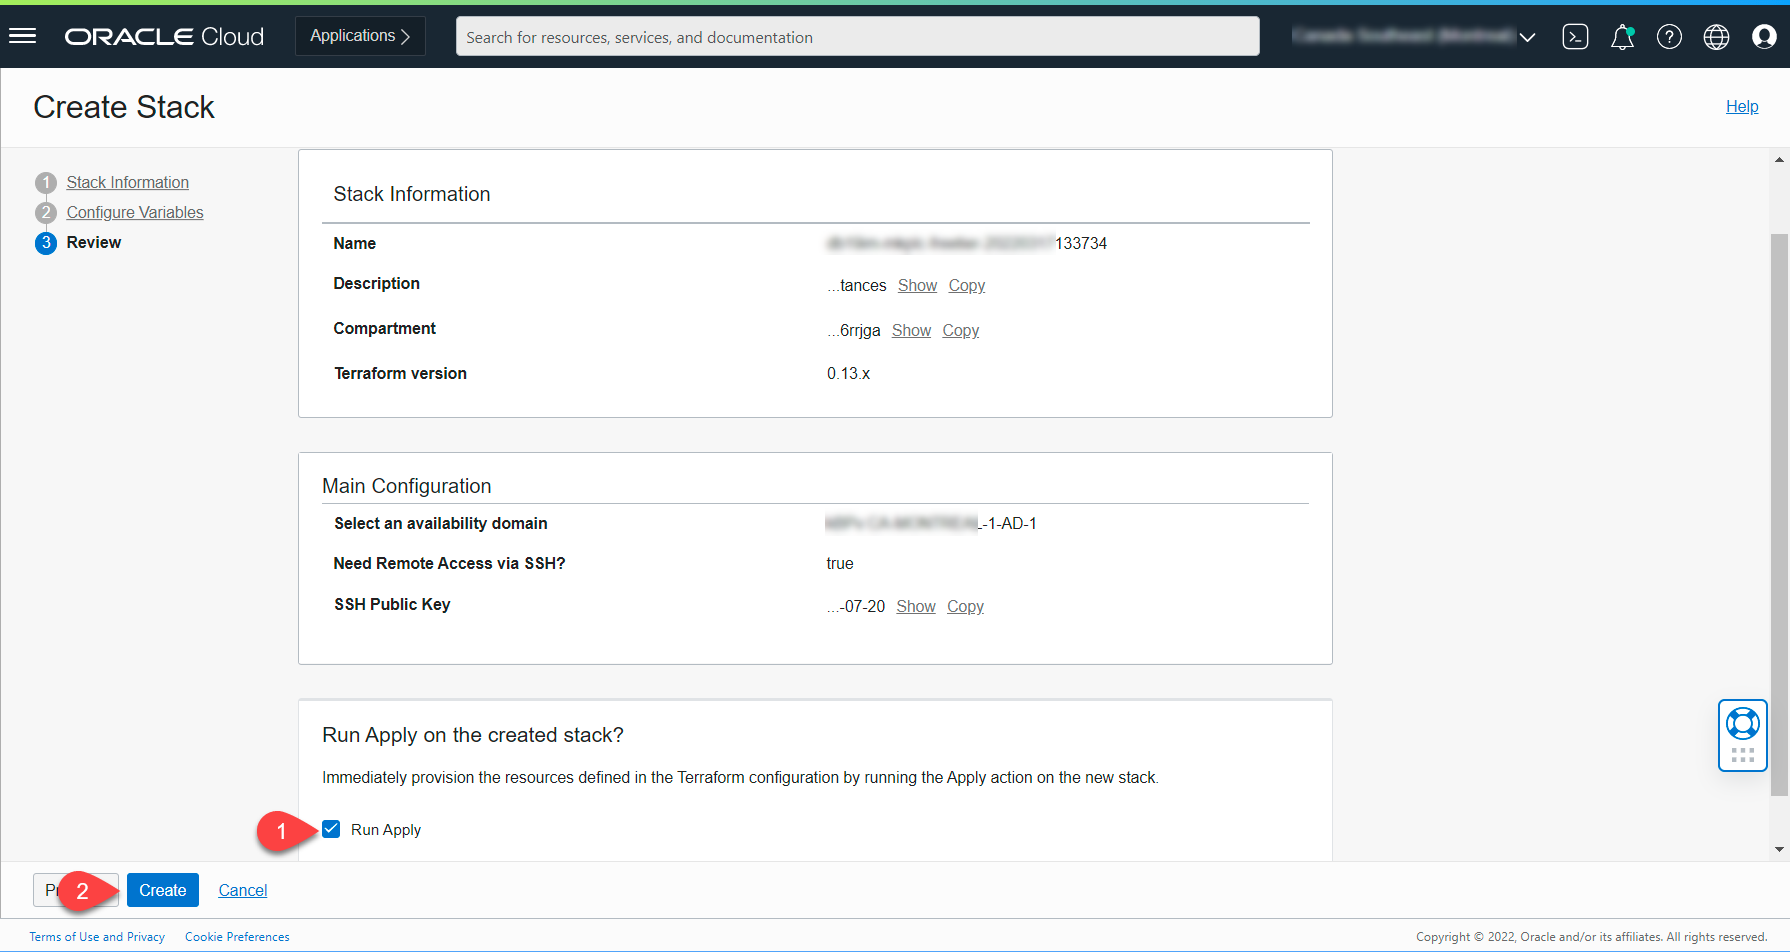 ORACLE Cloud
Applications
Search for resources, services, and documentation
Create Stack
Help
1 Stack Information
2 Configure Variables
3 Review
Stack Information
Name 133734
Description ...tances Show Copy
Compartment ...6rrjga Show Copy
Terraform version 0.13.x
Main Configuration
Select an availability domain -1-AD-1
Need Remote Access via SSH? true
SSH Public Key ...-07-20 Show Copy
Run Apply on the created stack?
Immediately provision the resources defined in the Terraform configuration by running the Apply action on the new stack.
1 Run Apply
2 Create Cancel
Terms of Use and Privacy Cookie Preferences
Copyright © 2022, Oracle and/or its affiliates. All rights reserved.